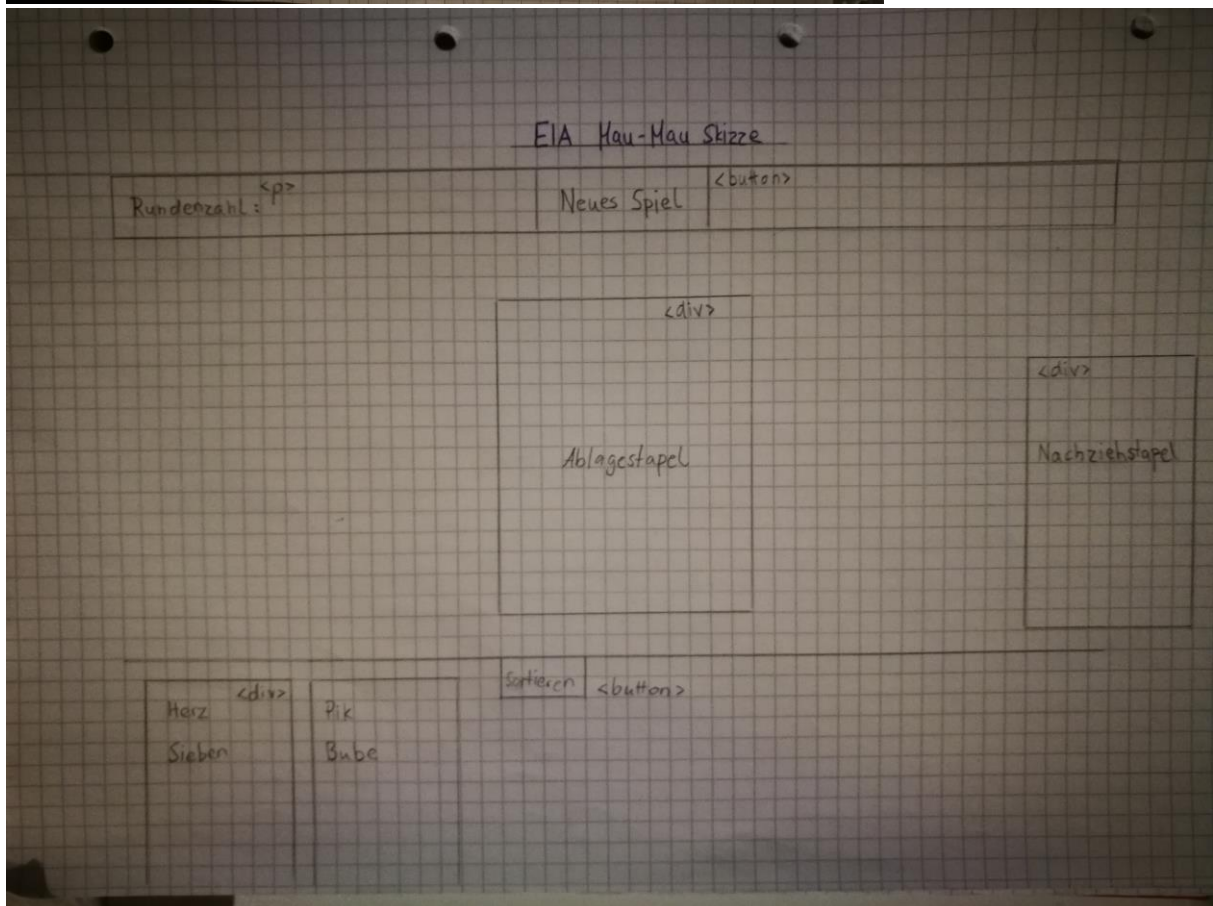 EIA Mau-Mau Skizze
Rundenzahl: <p>
Neues Spiel
<button>
<div>
Ablagestapel
<div>
Nachziehstapel
Sortieren
<button>
<div>
Herz
Sieben
Pik
Bube